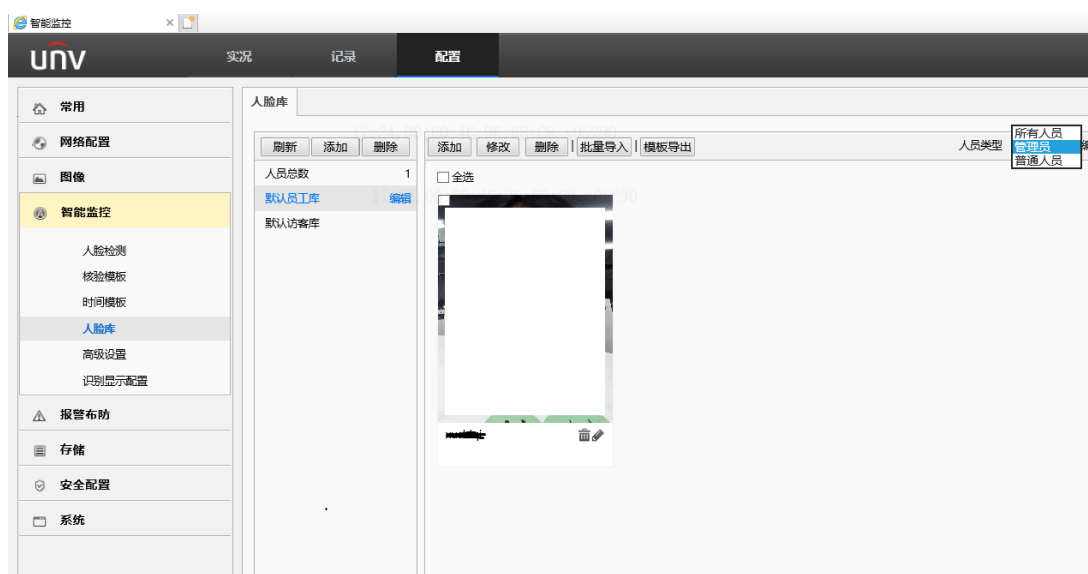 智能监控
unv 实况 记录 配置
常用
网络配置
图像
智能监控
人脸检测
核验模板
时间模板
人脸库
高级设置
识别显示配置
报警布防
存储
安全配置
系统
人脸库
刷新 添加 删除
人员总数 1
默认员工库 编辑
默认访客库
添加 修改 删除 | 批量导入 | 模板导出
人员类型
所有人员
管理员
普通人员
全选